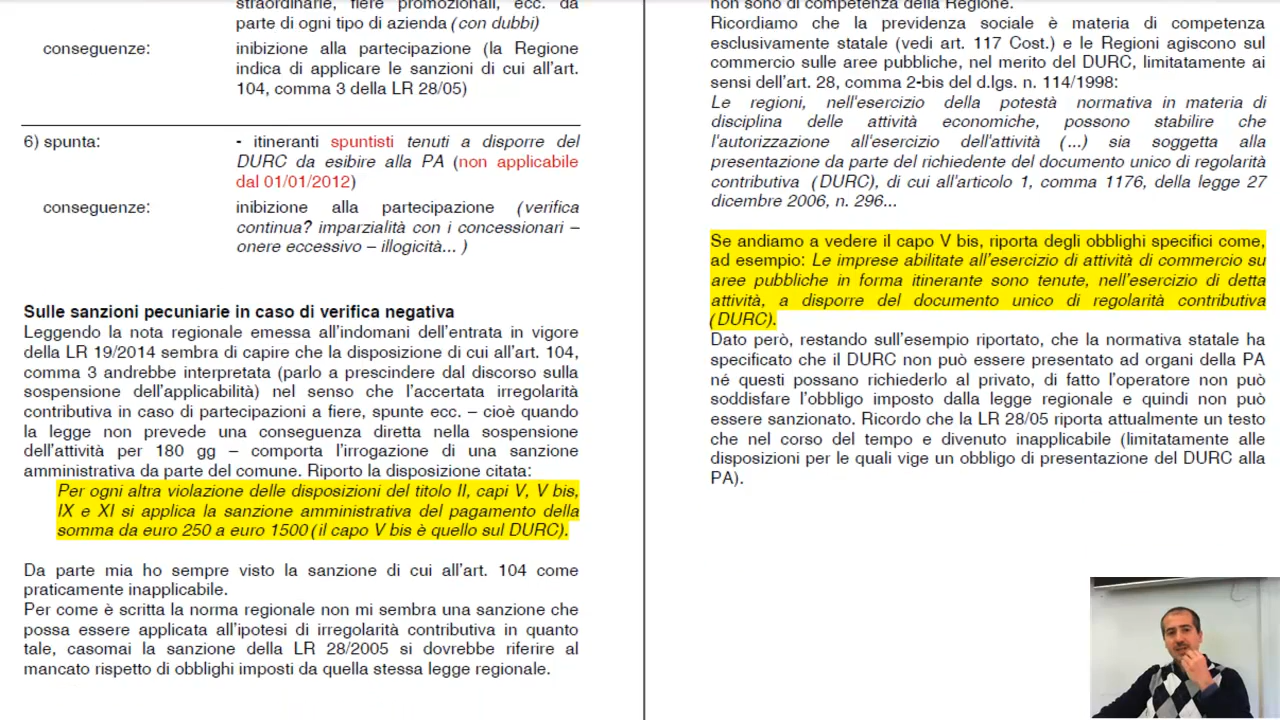 straordinarie, fiere promozionali, ecc. da
parte di ogni tipo di azienda (con dubbi)
conseguenze: inibizione alla partecipazione (la Regione
indica di applicare le sanzioni di cui all'art.
104, comma 3 della LR 28/05)
6) spunta: - itineranti spuntisti tenuti a disporre del
DURC da esibire alla PA (non applicabile
dal 01/01/2012)
conseguenze: inibizione alla partecipazione (verifica
continua? imparzialità con i concessionari –
onere eccessivo – illogicità... )
Sulle sanzioni pecuniarie in caso di verifica negativa
Leggendo la nota regionale emessa all'indomani dell'entrata in vigore
della LR 19/2014 sembra di capire che la disposizione di cui all'art. 104,
comma 3 andrebbe interpretata (parlo a prescindere dal discorso sulla
sospensione dell'applicabilità) nel senso che l'accertata irregolarità
contributiva in caso di partecipazioni a fiere, spunte ecc. – cioè quando
la legge non prevede una conseguenza diretta nella sospensione
dell'attività per 180 gg – comporta l'irrogazione di una sanzione
amministrativa da parte del comune. Riporto la disposizione citata:
Per ogni altra violazione delle disposizioni del titolo II, capi V, V bis,
IX e XI si applica la sanzione amministrativa del pagamento della
somma da euro 250 a euro 1500 (il capo V bis è quello sul DURC).
Da parte mia ho sempre visto la sanzione di cui all'art. 104 come
praticamente inapplicabile.
Per come è scritta la norma regionale non mi sembra una sanzione che
possa essere applicata all'ipotesi di irregolarità contributiva in quanto
tale, casomai la sanzione della LR 28/2005 si dovrebbe riferire al
mancato rispetto di obblighi imposti da quella stessa legge regionale.
non sono di competenza della Regione.
Ricordiamo che la previdenza sociale è materia di competenza
esclusivamente statale (vedi art. 117 Cost.) e le Regioni agiscono sul
commercio sulle aree pubbliche, nel merito del DURC, limitatamente ai
sensi dell'art. 28, comma 2-bis del d.lgs. n. 114/1998:
Le regioni, nell'esercizio della potestà normativa in materia di
disciplina delle attività economiche, possono stabilire che
l'autorizzazione all'esercizio dell'attività (...) sia soggetta alla
presentazione da parte del richiedente del documento unico di regolarità
contributiva (DURC), di cui all'articolo 1, comma 1176, della legge 27
dicembre 2006, n. 296...
Se andiamo a vedere il capo V bis, riporta degli obblighi specifici come,
ad esempio: Le imprese abilitate all'esercizio di attività di commercio su
aree pubbliche in forma itinerante sono tenute, nell'esercizio di detta
attività, a disporre del documento unico di regolarità contributiva
(DURC).
Dato però, restando sull'esempio riportato, che la normativa statale ha
specificato che il DURC non può essere presentato ad organi della PA
né questi possano richiederlo al privato, di fatto l'operatore non può
soddisfare l'obbligo imposto dalla legge regionale e quindi non può
essere sanzionato. Ricordo che la LR 28/05 riporta attualmente un testo
che nel corso del tempo e divenuto inapplicabile (limitatamente alle
disposizioni per le quali vige un obbligo di presentazione del DURC alla
PA).